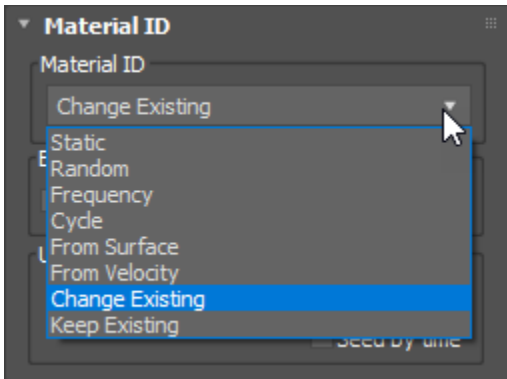 Material ID
Material ID
Change Existing
Static
Random
Frequency
Cycle
From Surface
From Velocity
Change Existing
Keep Existing
Seed by time